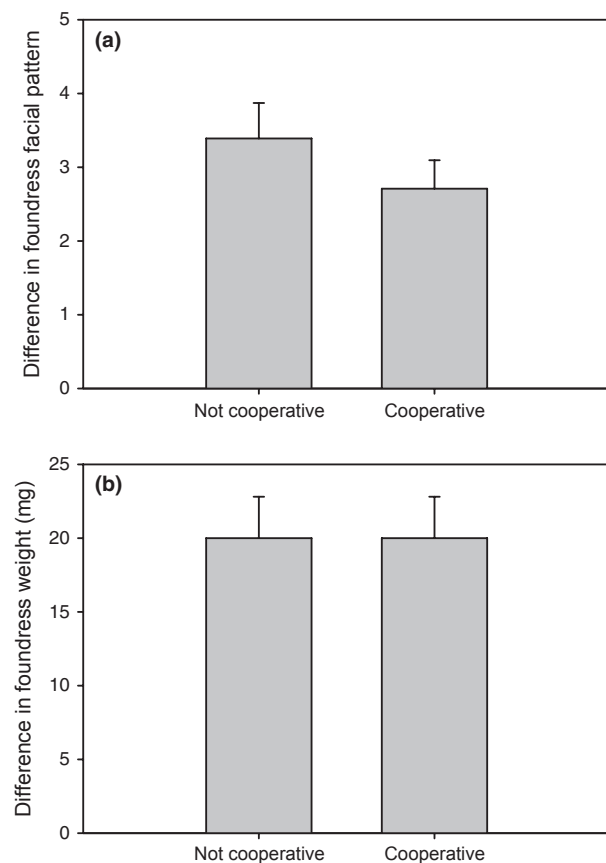 (a)
Difference in foundress facial pattern
5
4
3
2
1
0
Not cooperative
Cooperative
(b)
Difference in foundress weight (mg)
25
20
15
10
5
0
Not cooperative
Cooperative